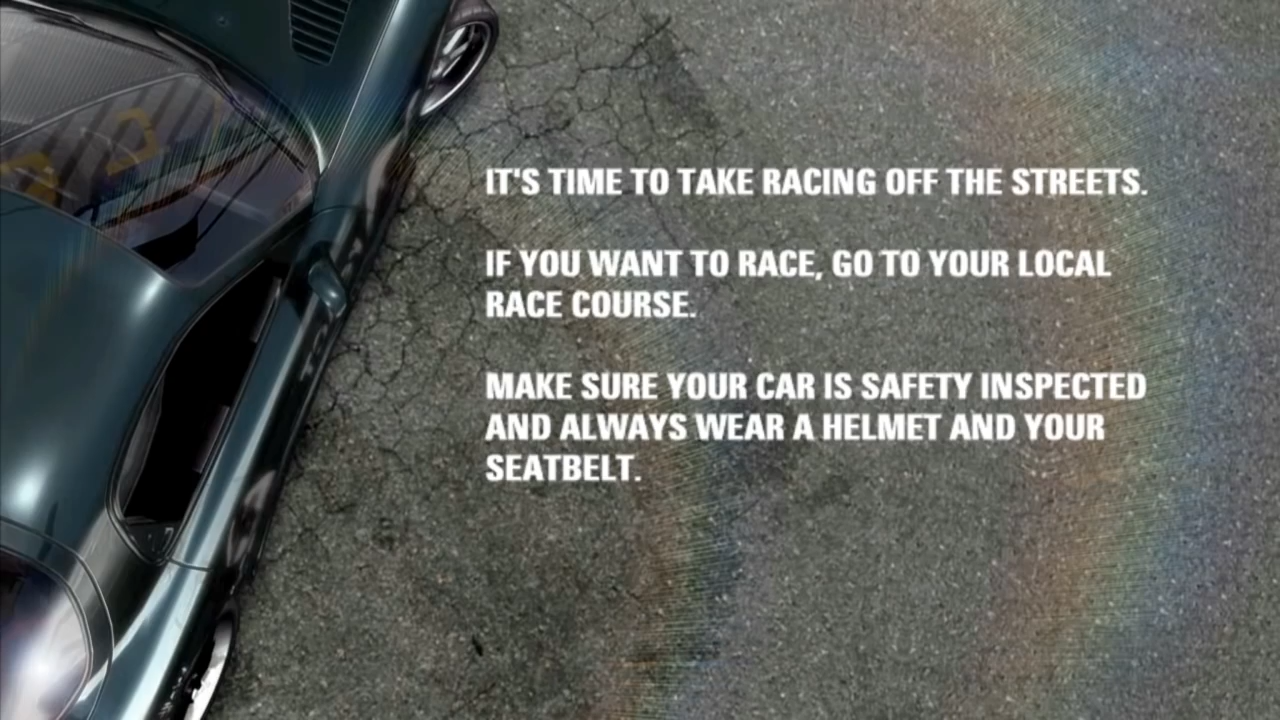 IT'S TIME TO TAKE RACING OFF THE STREETS.
IF YOU WANT TO RACE, GO TO YOUR LOCAL
RACE COURSE.
MAKE SURE YOUR CAR IS SAFETY INSPECTED
AND ALWAYS WEAR A HELMET AND YOUR
SEATBELT.